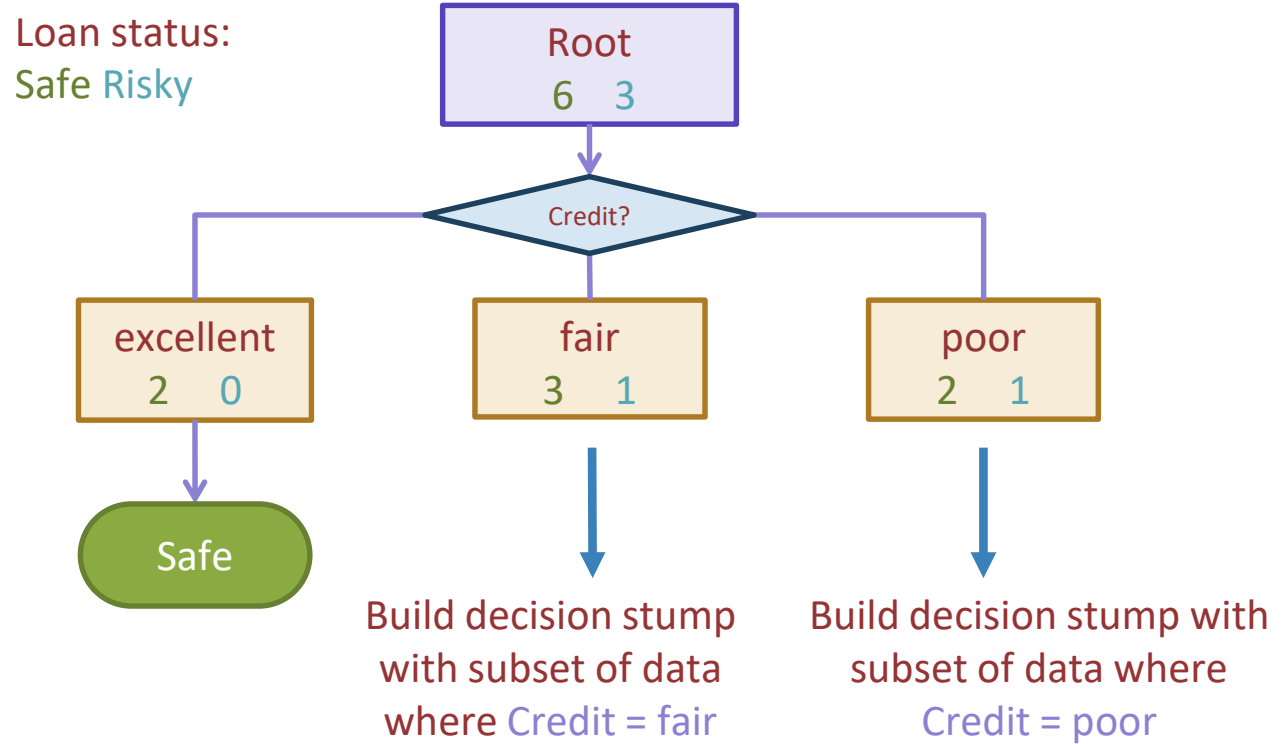 Loan status:
Safe Risky
Root
6 3
Credit?
excellent
2 0
fair
3 1
poor
2 1
Safe
Build decision stump
with subset of data
where Credit = fair
Build decision stump with
subset of data where
Credit = poor